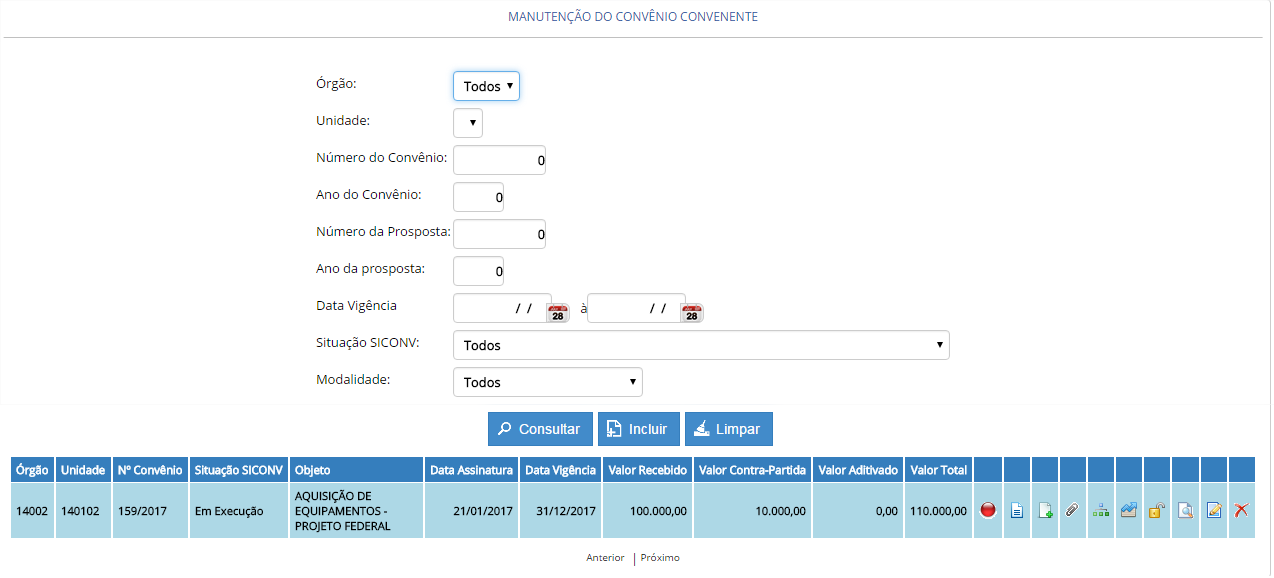 MANUTENÇÃO DO CONVÊNIO CONVENENTE
Órgão: Todos
Unidade:
Número do Convênio: 0
Ano do Convênio: 0
Número da Prosposta: 0
Ano da prosposta: 0
Data Vigência / / 28 à / / 28
Situação SICONV: Todos
Modalidade: Todos
Consultar Incluir Limpar
Órgão Unidade Nº Convênio Situação SICONV Objeto Data Assinatura Data Vigência Valor Recebido Valor Contra-Partida Valor Aditivado Valor Total
14002 140102 159/2017 Em Execução AQUISIÇÃO DE EQUIPAMENTOS - PROJETO FEDERAL 21/01/2017 31/12/2017 100.000,00 10.000,00 0,00 110.000,00
Anterior | Próximo